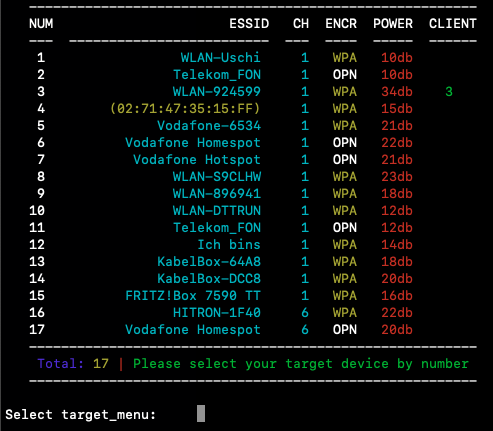 NUM ESSID CH ENCR POWER CLIENT
1 WLAN-Uschi 1 WPA 10db
2 Telekom_FON 1 OPN 10db
3 WLAN-924599 1 WPA 34db 3
4 (02:71:47:35:15:FF) 1 WPA 15db
5 Vodafone-6534 1 WPA 21db
6 Vodafone Homespot 1 OPN 22db
7 Vodafone Hotspot 1 OPN 21db
8 WLAN-S9CLHW 1 WPA 23db
9 WLAN-896941 1 WPA 18db
10 WLAN-DTTRUN 1 WPA 12db
11 Telekom_FON 1 OPN 12db
12 Ich bins 1 WPA 14db
13 KabelBox-64A8 1 WPA 18db
14 KabelBox-DCC8 1 WPA 20db
15 FRITZ!Box 7590 TT 1 WPA 16db
16 HITRON-1F40 6 WPA 22db
17 Vodafone Homespot 6 OPN 20db
Total: 17 | Please select your target device by number
Select target_menu: